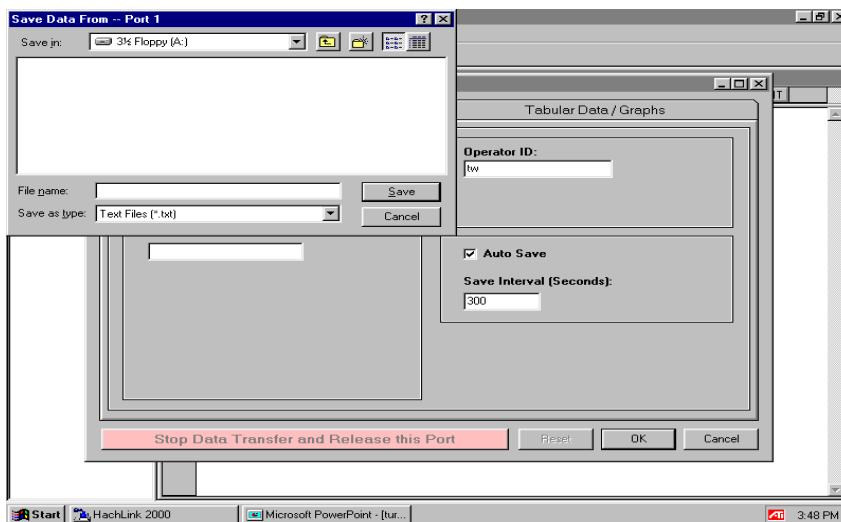 Save Data From -- Port 1
Save in: 3½ Floppy (A:)
File name:
Save
Save as type: Text Files (*.txt)
Cancel
Tabular Data / Graphs
Operator ID:
tw
Auto Save
Save Interval (Seconds):
300
Stop Data Transfer and Release this Port
Reset
OK
Cancel
Start
HachLink 2000
Microsoft PowerPoint - [tur...
ATI
3:48 PM